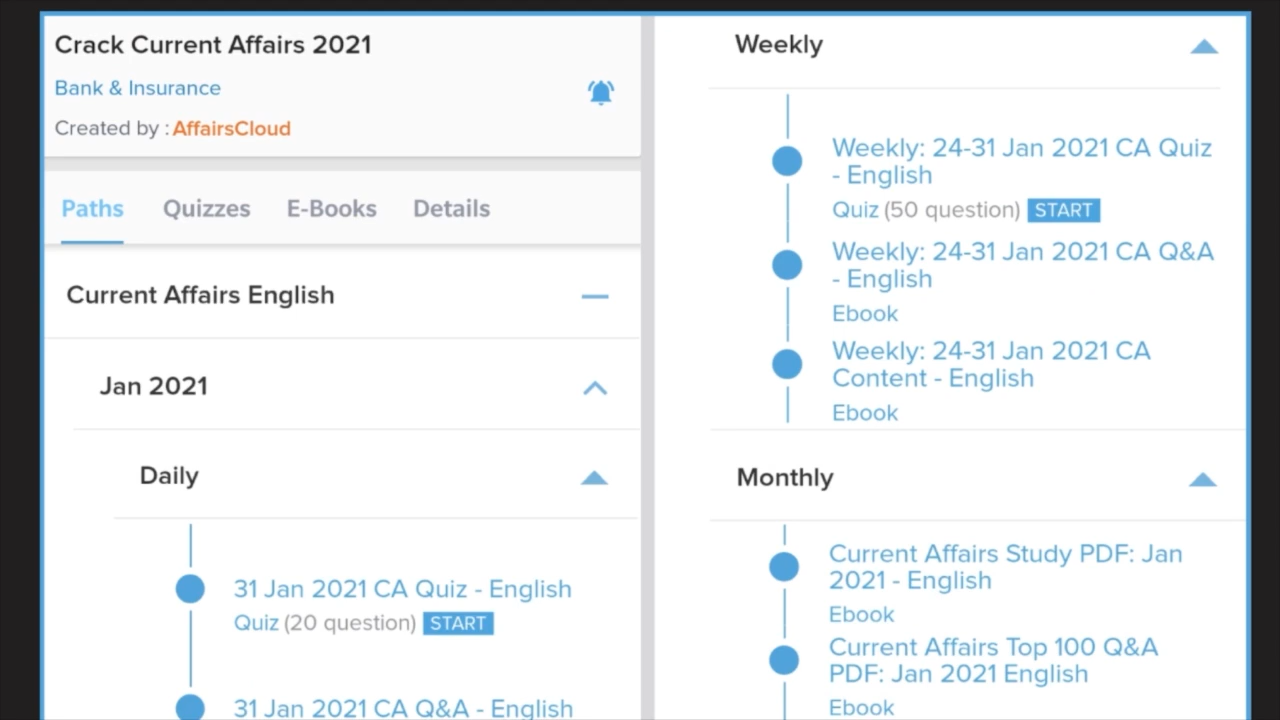 Crack Current Affairs 2021
Bank & Insurance
Created by : AffairsCloud
Paths Quizzes E-Books Details
Current Affairs English
Jan 2021
Daily
31 Jan 2021 CA Quiz - English
Quiz (20 question) START
31 Jan 2021 CA Q&A - English
Weekly
Weekly: 24-31 Jan 2021 CA Quiz
- English
Quiz (50 question) START
Weekly: 24-31 Jan 2021 CA Q&A
- English
Ebook
Weekly: 24-31 Jan 2021 CA
Content - English
Ebook
Monthly
Current Affairs Study PDF: Jan
2021 - English
Ebook
Current Affairs Top 100 Q&A
PDF: Jan 2021 English
Ebook